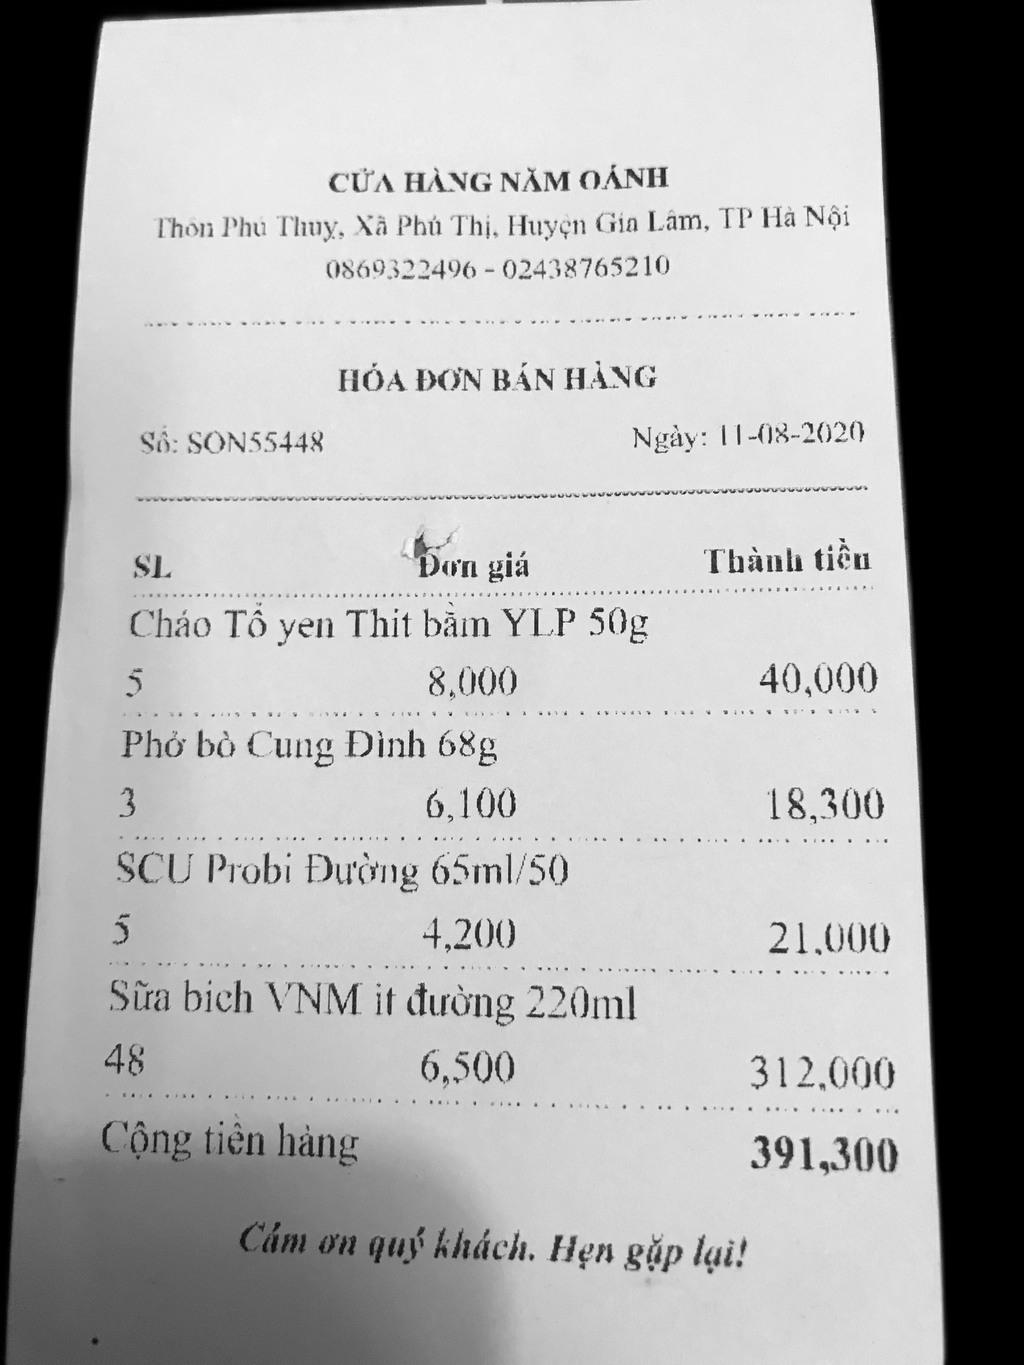 CỬA HÀNG NĂM OÁNH
Thôn Phú Thụy, Xã Phú Thị, Huyện Gia Lâm, TP Hà Nội
0869322496 - 02438765210
HÓA ĐƠN BÁN HÀNG
Số: SON55448 Ngày: 11-08-2020
SL Đơn giá Thành tiền
Cháo Tổ yen Thit bằm YLP 50g
5 8,000 40,000
Phở bò Cung Đình 68g
3 6,100 18,300
SCU Probi Đường 65ml/50
5 4,200 21,000
Sữa bich VNM it đường 220ml
48 6,500 312,000
Cộng tiền hàng 391,300
Cám ơn quý khách. Hẹn gặp lại!